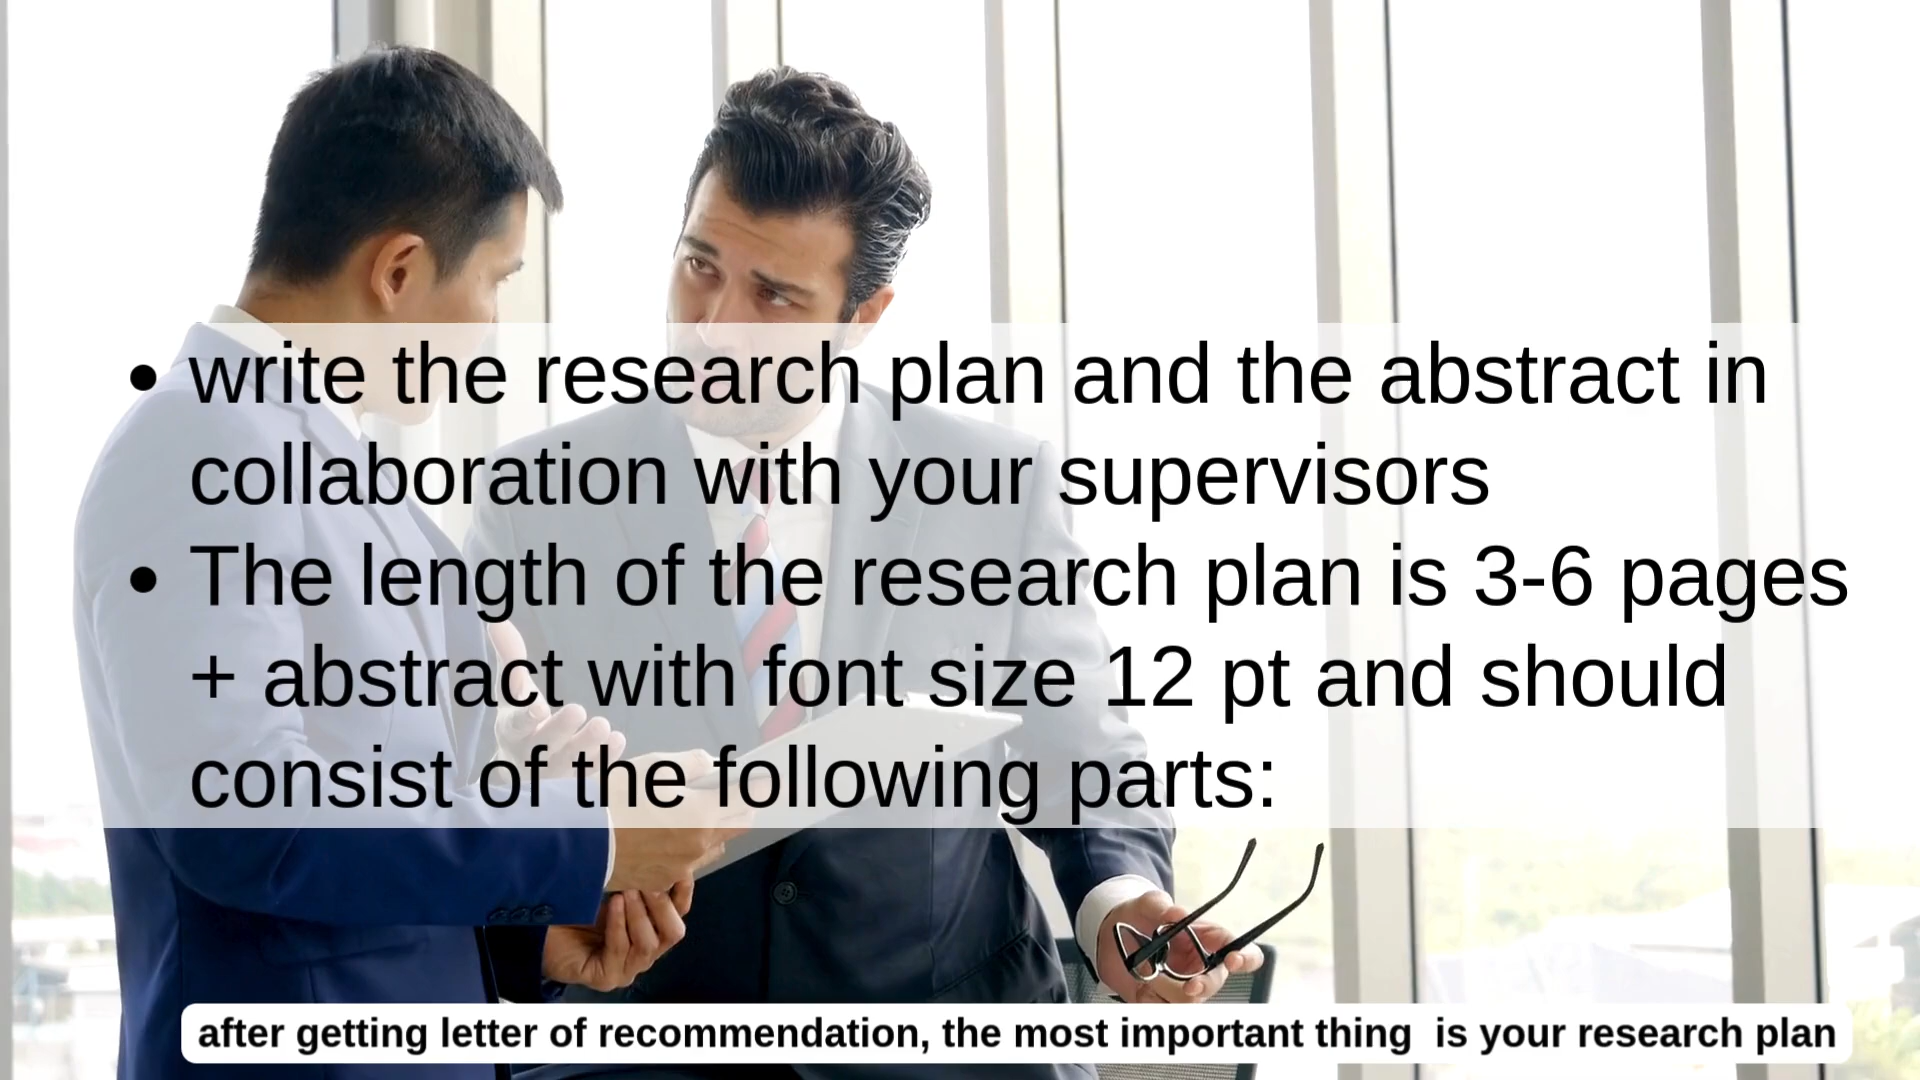 • write the research plan and the abstract in
collaboration with your supervisors
• The length of the research plan is 3-6 pages
+ abstract with font size 12 pt and should
consist of the following parts:
after getting letter of recommendation, the most important thing  is your research plan